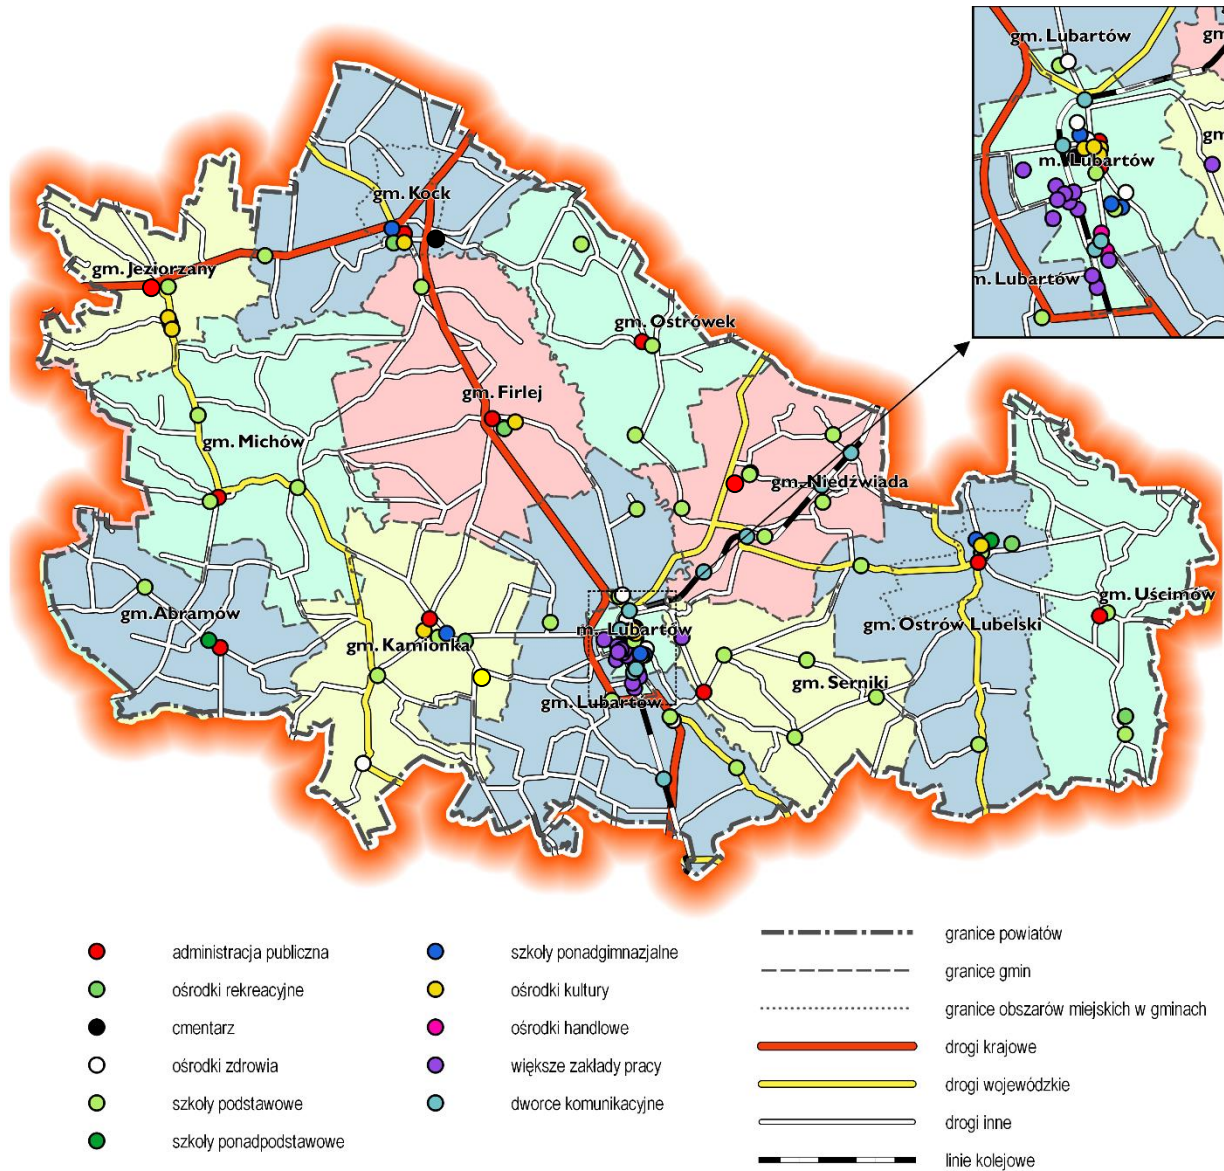 gm. Lubartów
gm
gm
m. Lubartów
m. Lubartów
gm. Kock
gm. Jeziorzany
gm. Ostrówek
gm. Firlej
gm. Michów
gm. Niedźwiada
gm. Abramów
gm. Uścimów
gm. Ostrów Lubelski
m. Lubartów
gm. Kamionka
gm. Serniki
gm. Lubartów
administracja publiczna
ośrodki rekreacyjne
cmentarz
ośrodki zdrowia
szkoły podstawowe
szkoły ponadpodstawowe
szkoły ponadgimnazjalne
ośrodki kultury
ośrodki handlowe
większe zakłady pracy
dworce komunikacyjne
granice powiatów
granice gmin
granice obszarów miejskich w gminach
drogi krajowe
drogi wojewódzkie
drogi inne
linie kolejowe